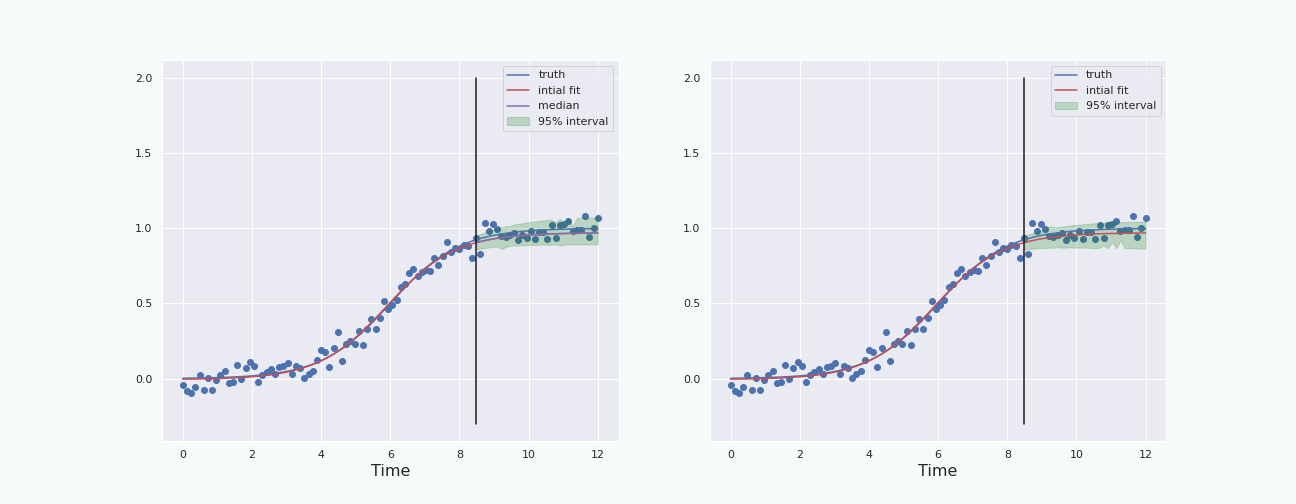 2.0
1.5
1.0
0.5
0.0
0 2 4 6 8 10 12
Time
truth
intial fit
median
95% interval
2.0
1.5
1.0
0.5
0.0
0 2 4 6 8 10 12
Time
truth
intial fit
95% interval